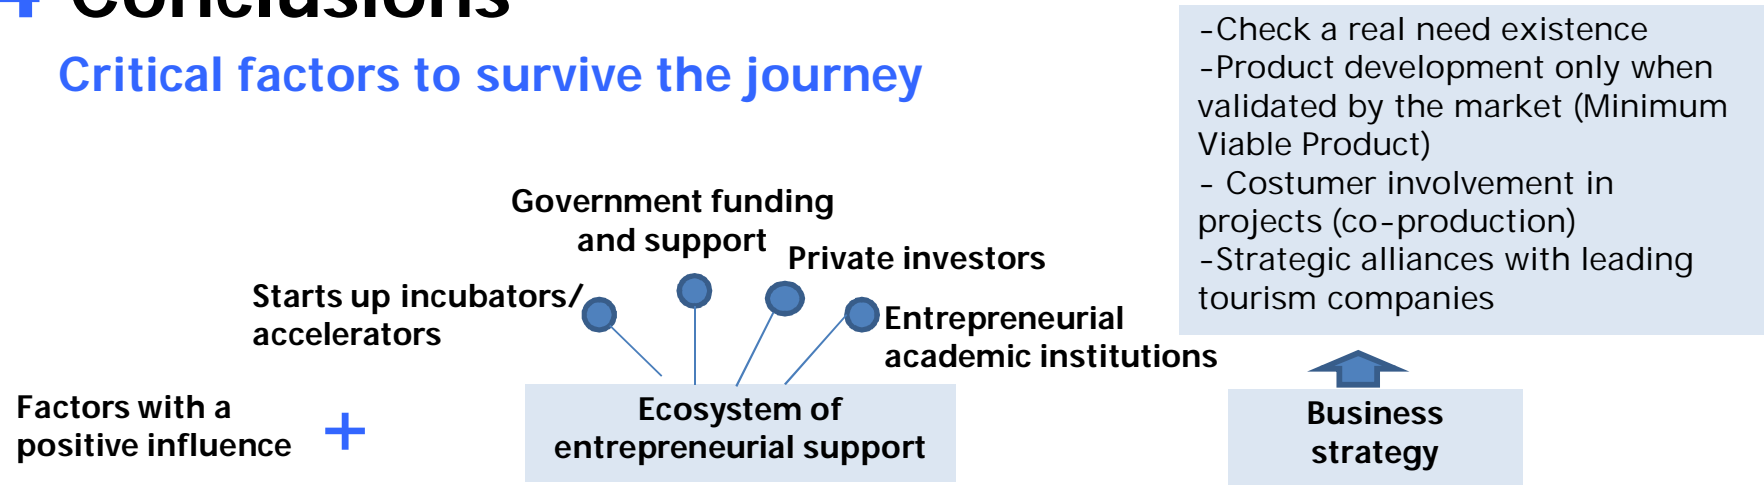 4 Conclusions
Critical factors to survive the journey
-Check a real need existence
-Product development only when
validated by the market (Minimum
Viable Product)
- Costumer involvement in
projects (co-production)
-Strategic alliances with leading
tourism companies
Government funding
and support
Private investors
Starts up incubators/
accelerators
Entrepreneurial
academic institutions
Factors with a
positive influence
+
Ecosystem of
entrepreneurial support
Business
strategy